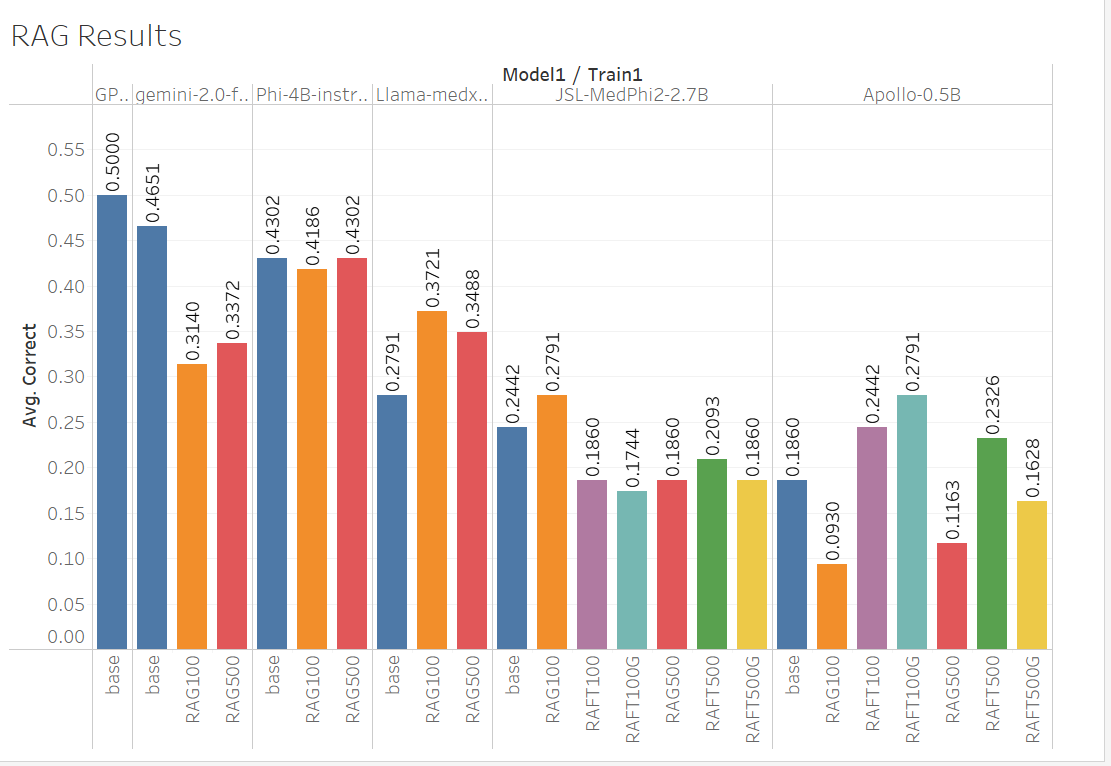 RAG Results
Model1 / Train1
GP.. gemini-2.0-f.. Phi-4B-instr.. Llama-medx.. JSL-MedPhi2-2.7B Apollo-0.5B
Avg. Correct
0.55
0.50
0.45
0.40
0.35
0.30
0.25
0.20
0.15
0.10
0.05
0.00
0.5000 0.4651 0.3140 0.3372 0.4302 0.4186 0.4302 0.2791 0.3721 0.3488 0.2442 0.2791 0.1860 0.1744 0.1860 0.2093 0.1860 0.1860 0.0930 0.2442 0.2791 0.1163 0.2326 0.1628
base base RAG100 RAG500 base RAG100 RAG500 base RAG100 RAG500 base RAG100 RAFT100 RAFT100G RAG500 RAFT500 RAFT500G base RAG100 RAFT100 RAFT100G RAG500 RAFT500 RAFT500G